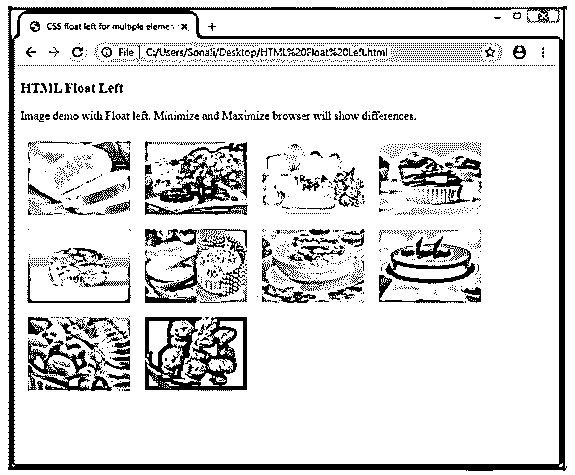 CSS float left for multiple elemen
File C:/Users/Sonali/Desktop/HTML%20Float%20Left.html
HTML Float Left
Image demo with Float left. Minimize and Maximize browser will show differences.